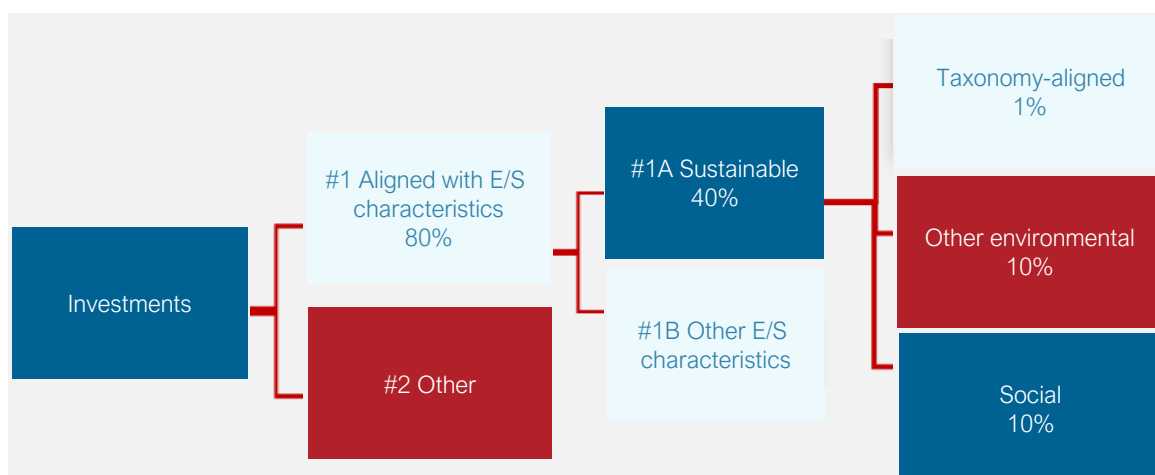 Investments
#1 Aligned with E/S
characteristics
80%
#2 Other
#1A Sustainable
40%
#1B Other E/S
characteristics
Taxonomy-aligned
1%
Other environmental
10%
Social
10%